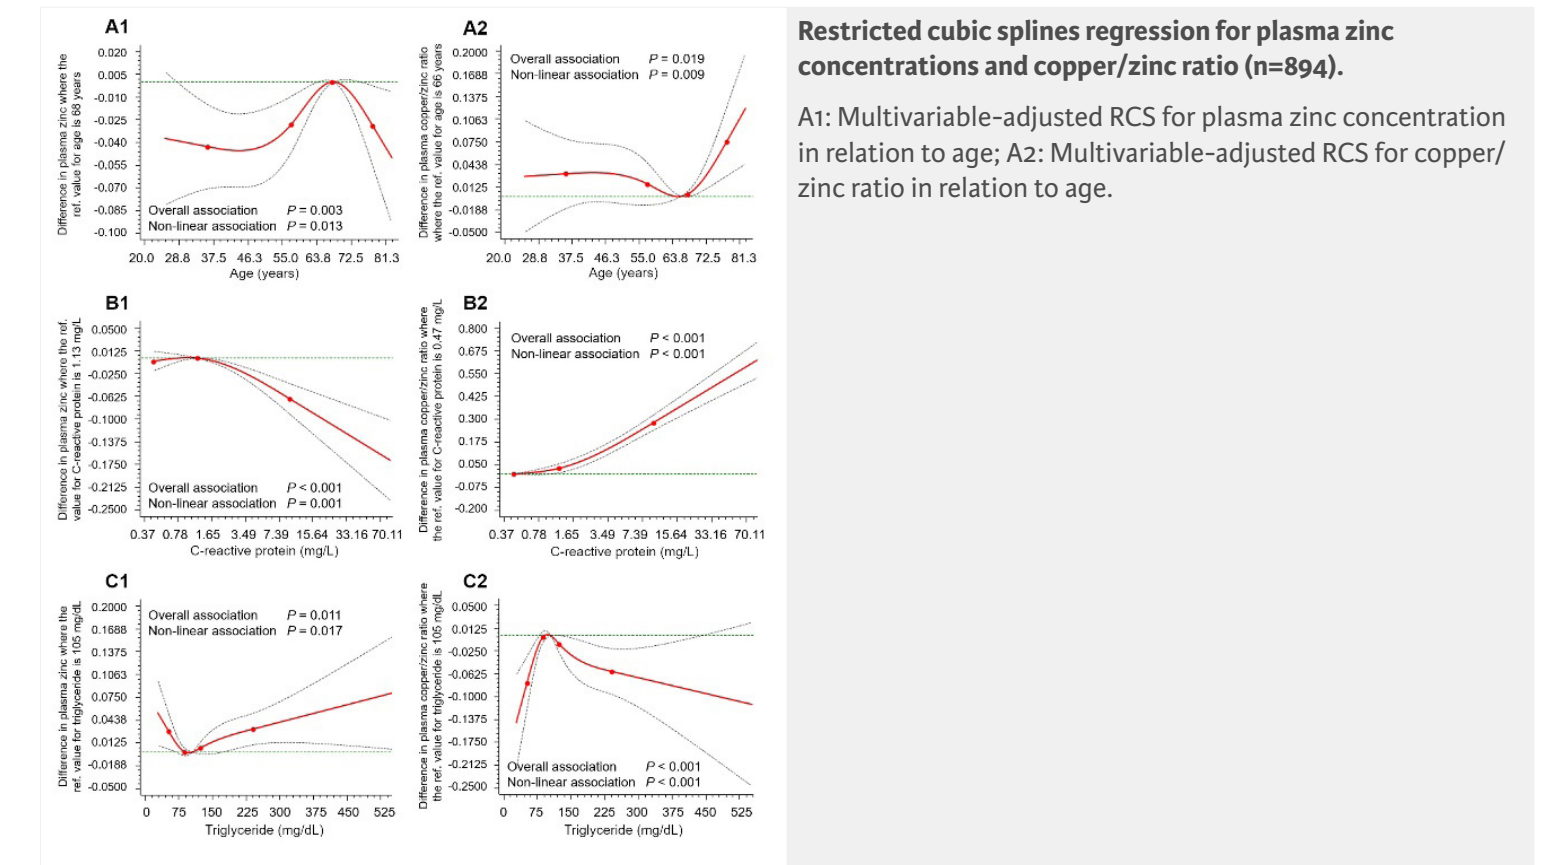 A1
Difference in plasma zinc where the
ref. value for age is 68 years
0.020
0.005
-0.010
-0.025
-0.040
-0.055
-0.070
-0.085
-0.100
Overall association P = 0.003
Non-linear association P = 0.013
20.0 28.8 37.5 46.3 55.0 63.8 72.5 81.3
Age (years)
A2
Difference in plasma copper/zinc ratio
where the ref. value for age is 66 years
0.2000
0.1688
0.1375
0.1063
0.0750
0.0438
0.0125
-0.0188
-0.0500
Overall association P = 0.019
Non-linear association P = 0.009
20.0 28.8 37.5 46.3 55.0 63.8 72.5 81.3
Age (years)
B1
Difference in plasma zinc where the ref.
value for C-reactive protein is 1.13 mg/L
0.0500
0.0125
-0.0250
-0.0625
-0.1000
-0.1375
-0.1750
-0.2125
-0.2500
Overall association P < 0.001
Non-linear association P = 0.001
0.37 0.78 1.65 3.49 7.39 15.64 33.16 70.11
C-reactive protein (mg/L)
B2
Difference in plasma copper/zinc ratio where
the ref. value for C-reactive protein is 0.47 mg/L
0.800
0.675
0.550
0.425
0.300
0.175
0.050
-0.075
-0.200
Overall association P < 0.001
Non-linear association P < 0.001
0.37 0.78 1.65 3.49 7.39 15.64 33.16 70.11
C-reactive protein (mg/L)
C1
Difference in plasma zinc where the
ref. value for triglyceride is 105 mg/dL
0.2000
0.1688
0.1375
0.1063
0.0750
0.0438
0.0125
-0.0188
-0.0500
Overall association P = 0.011
Non-linear association P = 0.017
0 75 150 225 300 375 450 525
Triglyceride (mg/dL)
C2
Difference in plasma copper/zinc ratio where
the ref. value for triglyceride is 105 mg/dL
0.0500
0.0125
-0.0250
-0.0625
-0.1000
-0.1375
-0.1750
-0.2125
-0.2500
Overall association P < 0.001
Non-linear association P < 0.001
0 75 150 225 300 375 450 525
Triglyceride (mg/dL)
Restricted cubic splines regression for plasma zinc
concentrations and copper/zinc ratio (n=894).
A1: Multivariable-adjusted RCS for plasma zinc concentration
in relation to age; A2: Multivariable-adjusted RCS for copper/
zinc ratio in relation to age.